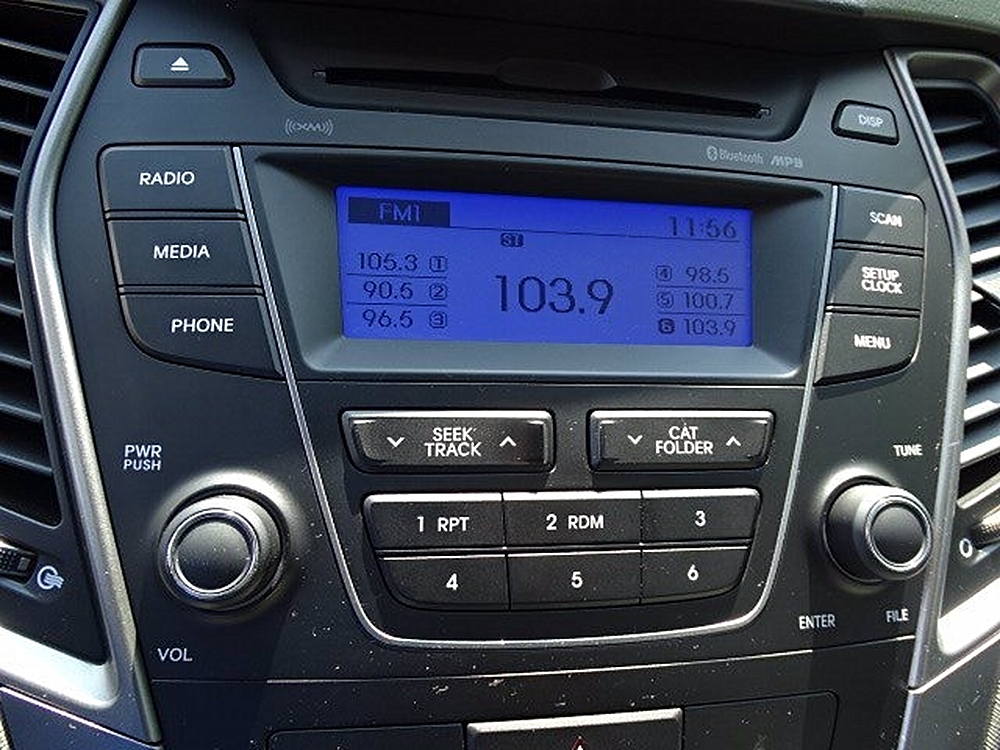 ((XM))
DISP
Bluetooth MP3
RADIO
MEDIA
PHONE
FM1
11:56
ST
105.3 1
90.5 2
96.5 3
103.9
4 98.5
5 100.7
6 103.9
SCAN
SETUP
CLOCK
MENU
SEEK
TRACK
CAT
FOLDER
PWR
PUSH
TUNE
1 RPT
2 RDM
3
4
5
6
VOL
ENTER
FILE